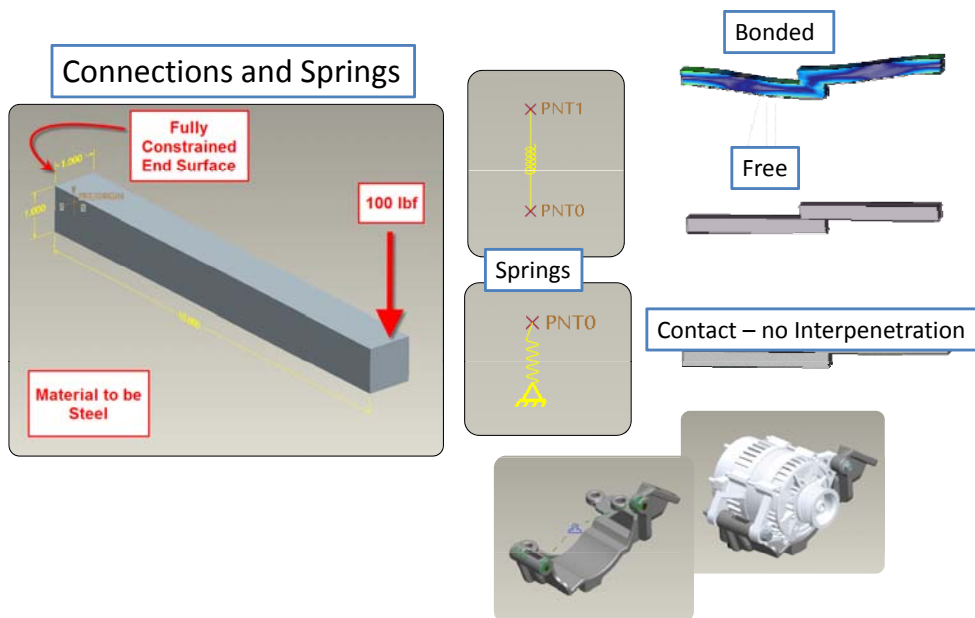 Connections and Springs
Fully
Constrained
End Surface
1.000
1.000
100 lbf
Material to be
Steel
PNT1
PNT0
Springs
PNT0
Bonded
Free
Contact – no Interpenetration